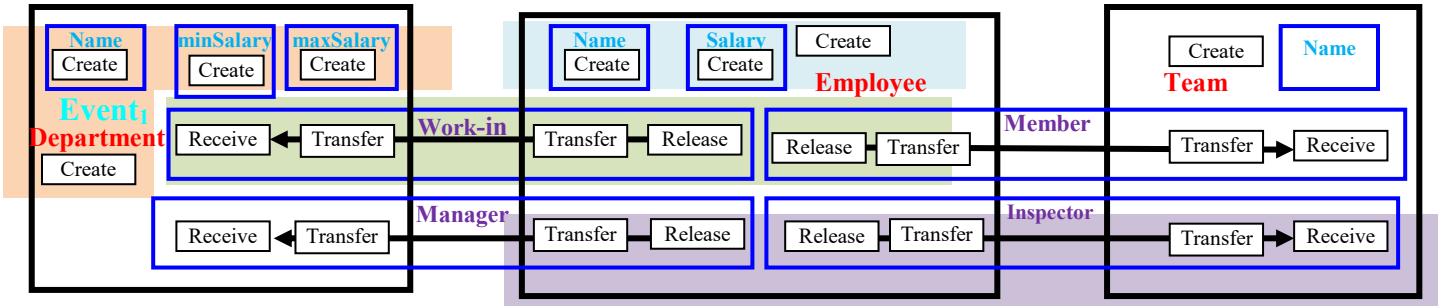 Name minSalary maxSalary Name Salary Create Name
Create Create Create Create Create Create
Event1 Employee Team
Department Work-in Member
Receive Transfer Transfer Release Release Transfer Transfer Receive
Create
Manager Inspector
Receive Transfer Transfer Release Release Transfer Transfer Receive